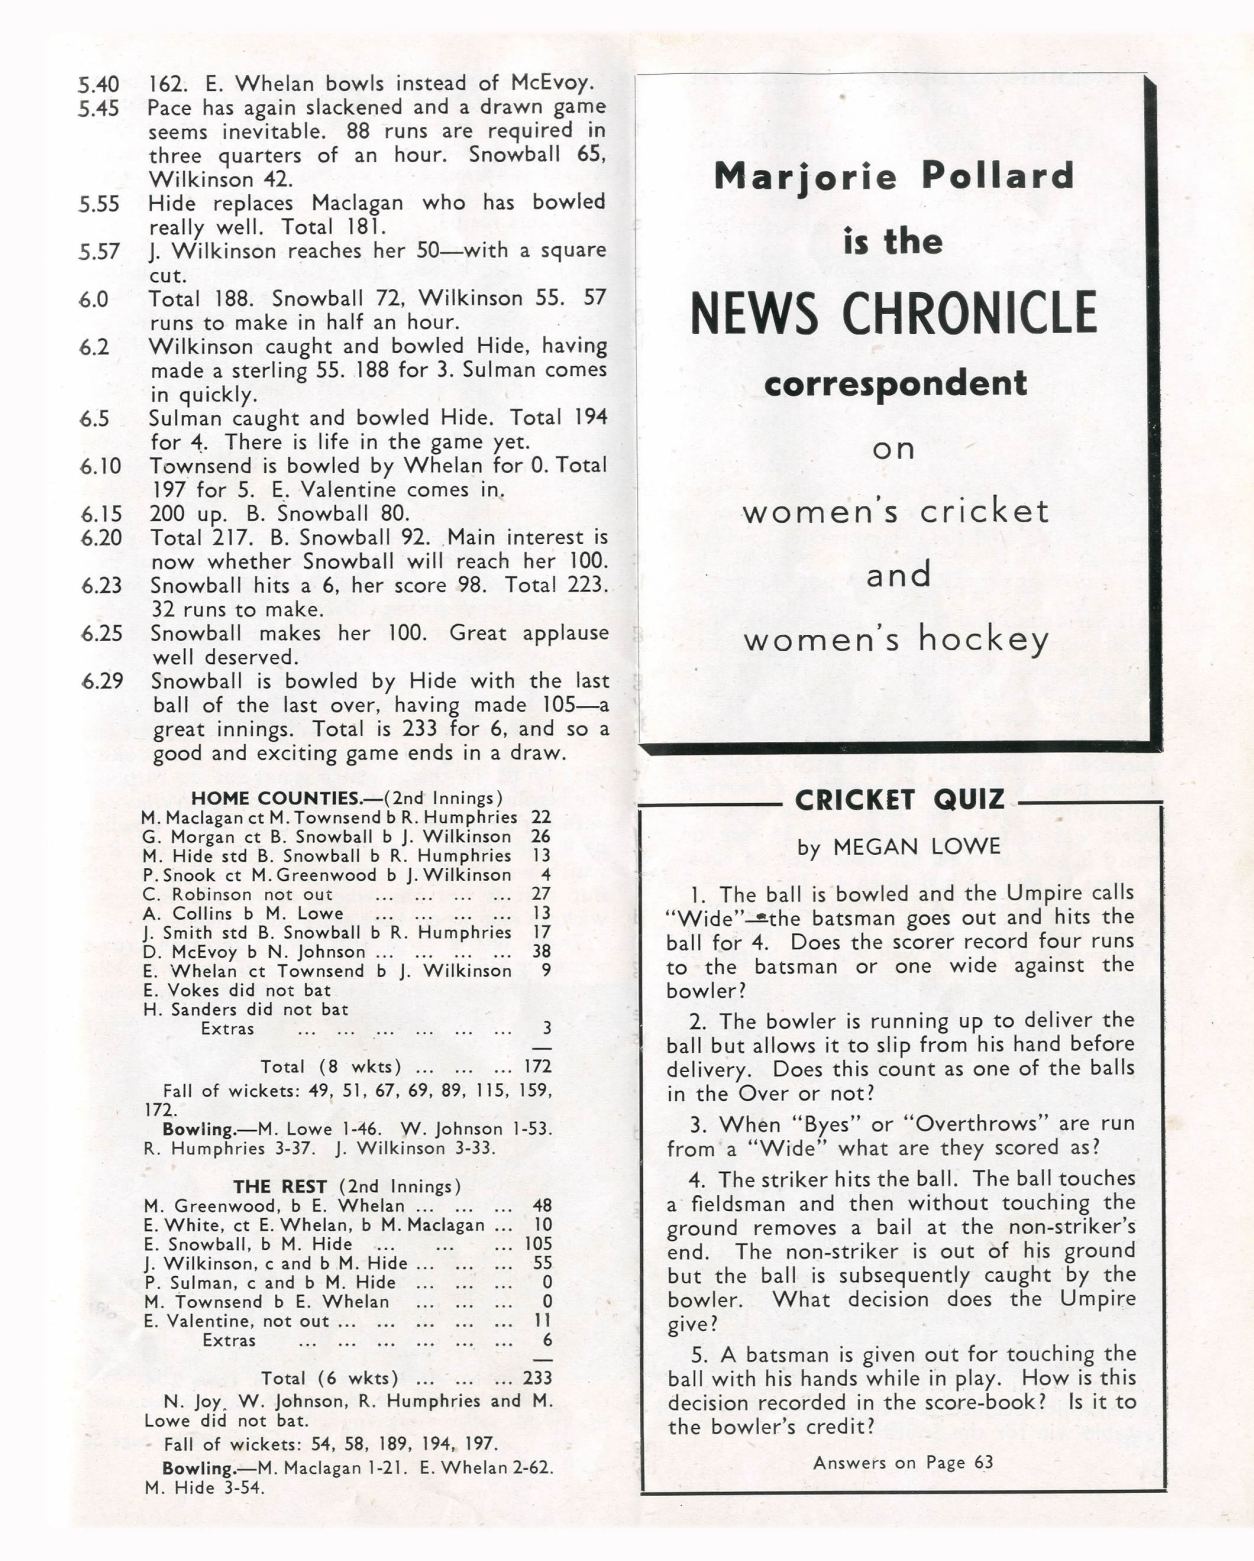 5.40 162. E. Whelan bowls instead of McEvoy.
5.45 Pace has again slackened and a drawn game
seems inevitable. 88 runs are required in
three quarters of an hour. Snowball 65,
Wilkinson 42.
5.55 Hide replaces Maclagan who has bowled
really well. Total 181.
5.57 J. Wilkinson reaches her 50—with a square
cut.
6.0 Total 188. Snowball 72, Wilkinson 55. 57
runs to make in half an hour.
6.2 Wilkinson caught and bowled Hide, having
made a sterling 55. 188 for 3. Sulman comes
in quickly.
6.5 Sulman caught and bowled Hide. Total 194
for 4. There is life in the game yet.
6.10 Townsend is bowled by Whelan for 0. Total
197 for 5. E. Valentine comes in.
6.15 200 up. B. Snowball 80.
6.20 Total 217. B. Snowball 92. Main interest is
now whether Snowball will reach her 100.
6.23 Snowball hits a 6, her score 98. Total 223.
32 runs to make.
6.25 Snowball makes her 100. Great applause
well deserved.
6.29 Snowball is bowled by Hide with the last
ball of the last over, having made 105—a
great innings. Total is 233 for 6, and so a
good and exciting game ends in a draw.
HOME COUNTIES.—(2nd Innings)
M. Maclagan ct M. Townsend b R. Humphries 22
G. Morgan ct B. Snowball b J. Wilkinson 26
M. Hide std B. Snowball b R. Humphries 13
P. Snook ct M. Greenwood b J. Wilkinson 4
C. Robinson not out ... ... ... ... 27
A. Collins b M. Lowe ... ... ... ... 13
J. Smith std B. Snowball b R. Humphries 17
D. McEvoy b N. Johnson ... ... ... ... 38
E. Whelan ct Townsend b J. Wilkinson 9
E. Vokes did not bat
H. Sanders did not bat
Extras ... ... ... ... ... ... 3
Total (8 wkts) ... ... ... 172
Fall of wickets: 49, 51, 67, 69, 89, 115, 159,
172.
Bowling.—M. Lowe 1-46. W. Johnson 1-53.
R. Humphries 3-37. J. Wilkinson 3-33.
THE REST (2nd Innings)
M. Greenwood, b E. Whelan ... ... ... 48
E. White, ct E. Whelan, b M. Maclagan ... 10
E. Snowball, b M. Hide ... ... ... 105
J. Wilkinson, c and b M. Hide ... ... ... 55
P. Sulman, c and b M. Hide ... ... ... 0
M. Townsend b E. Whelan ... ... ... 0
E. Valentine, not out ... ... ... ... ... 11
Extras ... ... ... ... ... ... 6
Total (6 wkts) ... ... ... 233
N. Joy, W. Johnson, R. Humphries and M.
Lowe did not bat.
Fall of wickets: 54, 58, 189, 194, 197.
Bowling.—M. Maclagan 1-21. E. Whelan 2-62.
M. Hide 3-54.
Marjorie Pollard
is the
NEWS CHRONICLE
correspondent
on
women's cricket
and
women's hockey
CRICKET QUIZ
by MEGAN LOWE
1. The ball is bowled and the Umpire calls
"Wide"—the batsman goes out and hits the
ball for 4. Does the scorer record four runs
to the batsman or one wide against the
bowler?
2. The bowler is running up to deliver the
ball but allows it to slip from his hand before
delivery. Does this count as one of the balls
in the Over or not?
3. When "Byes" or "Overthrows" are run
from a "Wide" what are they scored as?
4. The striker hits the ball. The ball touches
a fieldsman and then without touching the
ground removes a bail at the non-striker's
end. The non-striker is out of his ground
but the ball is subsequently caught by the
bowler. What decision does the Umpire
give?
5. A batsman is given out for touching the
ball with his hands while in play. How is this
decision recorded in the score-book? Is it to
the bowler's credit?
Answers on Page 63